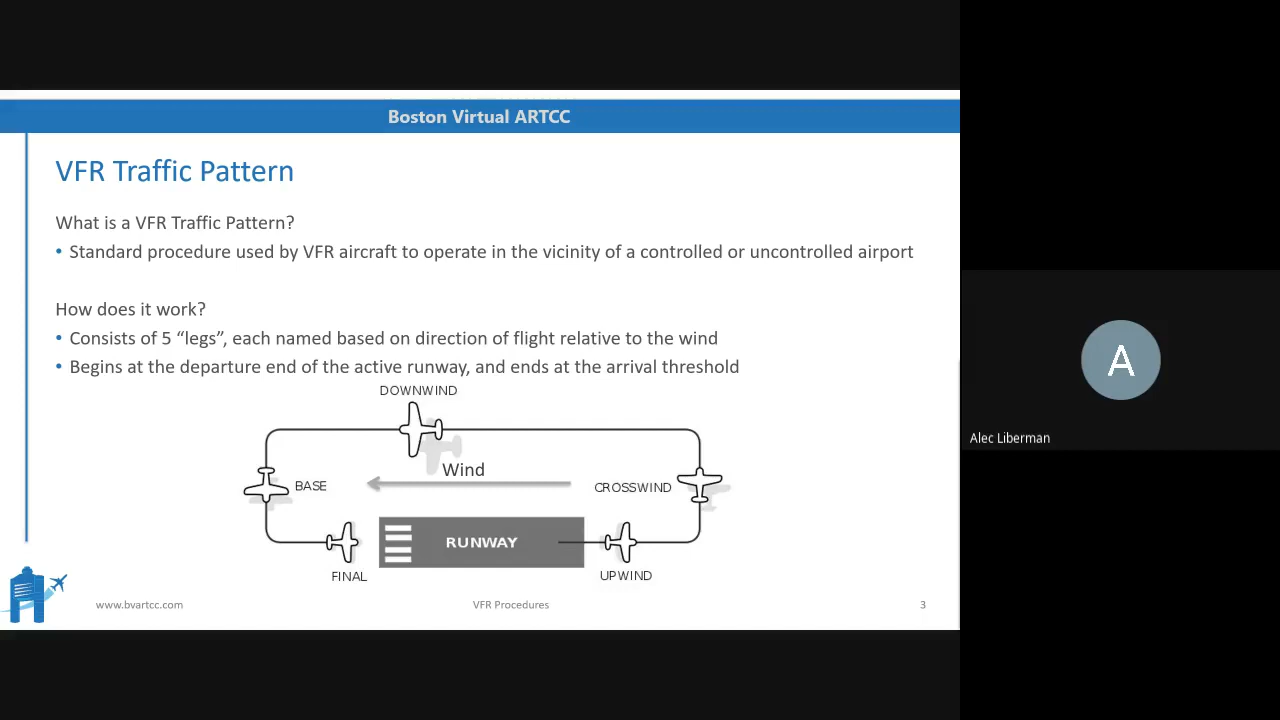 Boston Virtual ARTCC
VFR Traffic Pattern
What is a VFR Traffic Pattern?
• Standard procedure used by VFR aircraft to operate in the vicinity of a controlled or uncontrolled airport
How does it work?
• Consists of 5 “legs”, each named based on direction of flight relative to the wind
• Begins at the departure end of the active runway, and ends at the arrival threshold
DOWNWIND
Wind
BASE
CROSSWIND
RUNWAY
FINAL
UPWIND
www.bvartcc.com
VFR Procedures
3
A
Alec Liberman